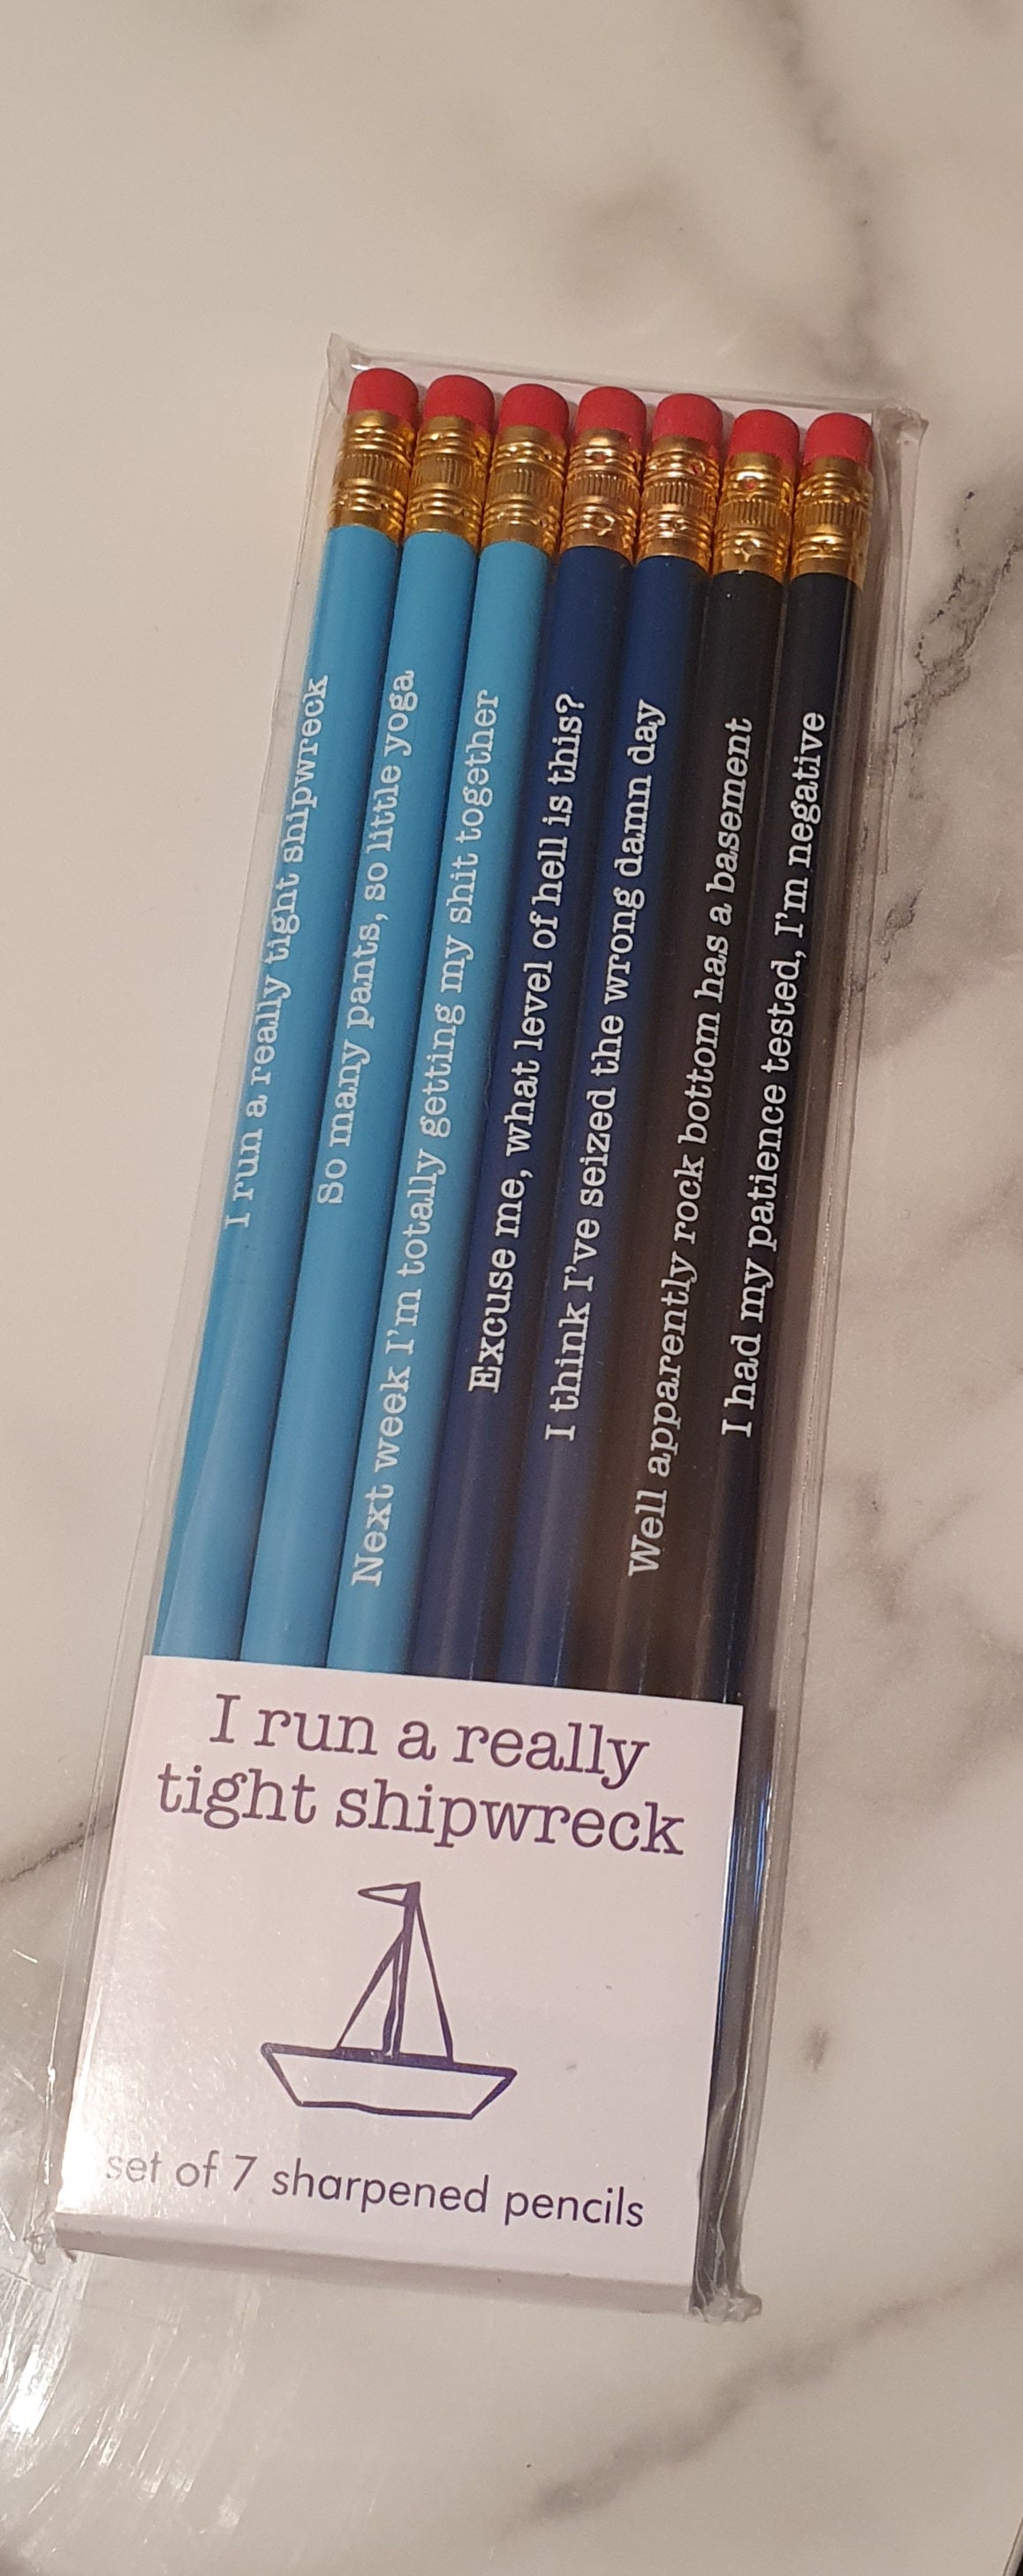 I run a really tight shipwreck
So many pants, so little yoga
Next week I'm totally getting my shit together
Excuse me, what level of hell is this?
I think I've seized the wrong damn day
Well apparently rock bottom has a basement
I had my patience tested, I'm negative
I run a really
tight shipwreck
set of 7 sharpened pencils